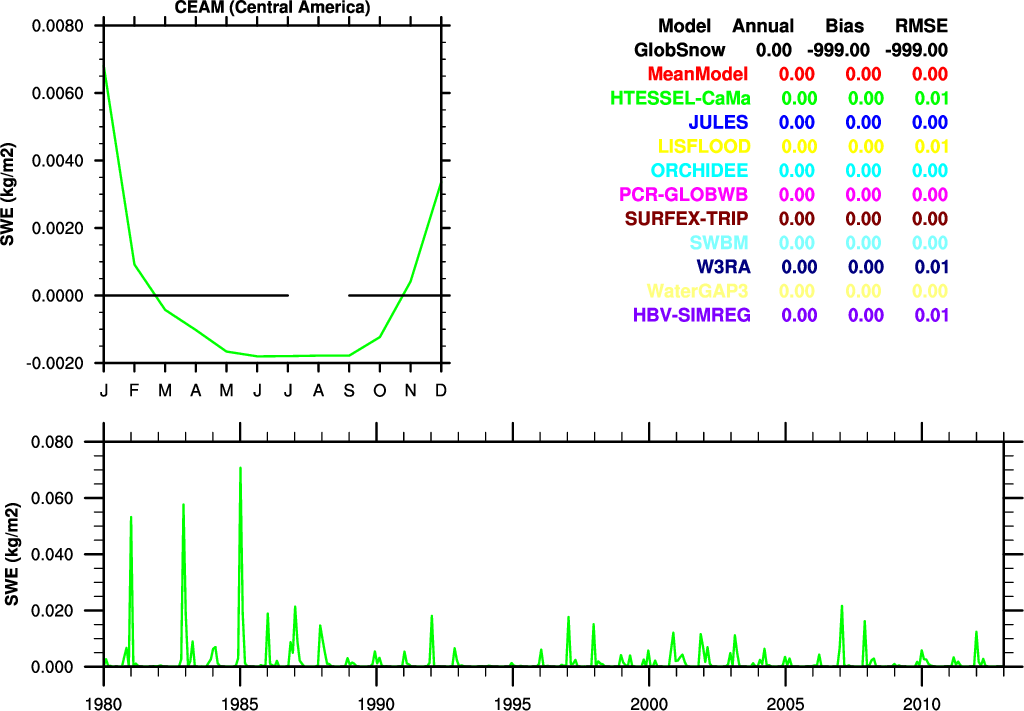 CEAM (Central America)
0.0080
0.0060
0.0040
0.0020
0.0000
-0.0020
SWE (kg/m2)
J F M A M J J A S O N D
Model Annual Bias RMSE
GlobSnow 0.00 -999.00 -999.00
MeanModel 0.00 0.00 0.00
HTESSEL-CaMa 0.00 0.00 0.01
JULES 0.00 0.00 0.00
LISFLOOD 0.00 0.00 0.01
ORCHIDEE 0.00 0.00 0.00
PCR-GLOBWB 0.00 0.00 0.00
SURFEX-TRIP 0.00 0.00 0.00
SWBM 0.00 0.00 0.00
W3RA 0.00 0.00 0.01
WaterGAP3 0.00 0.00 0.00
HBV-SIMREG 0.00 0.00 0.01
0.080
0.060
0.040
0.020
0.000
SWE (kg/m2)
1980 1985 1990 1995 2000 2005 2010